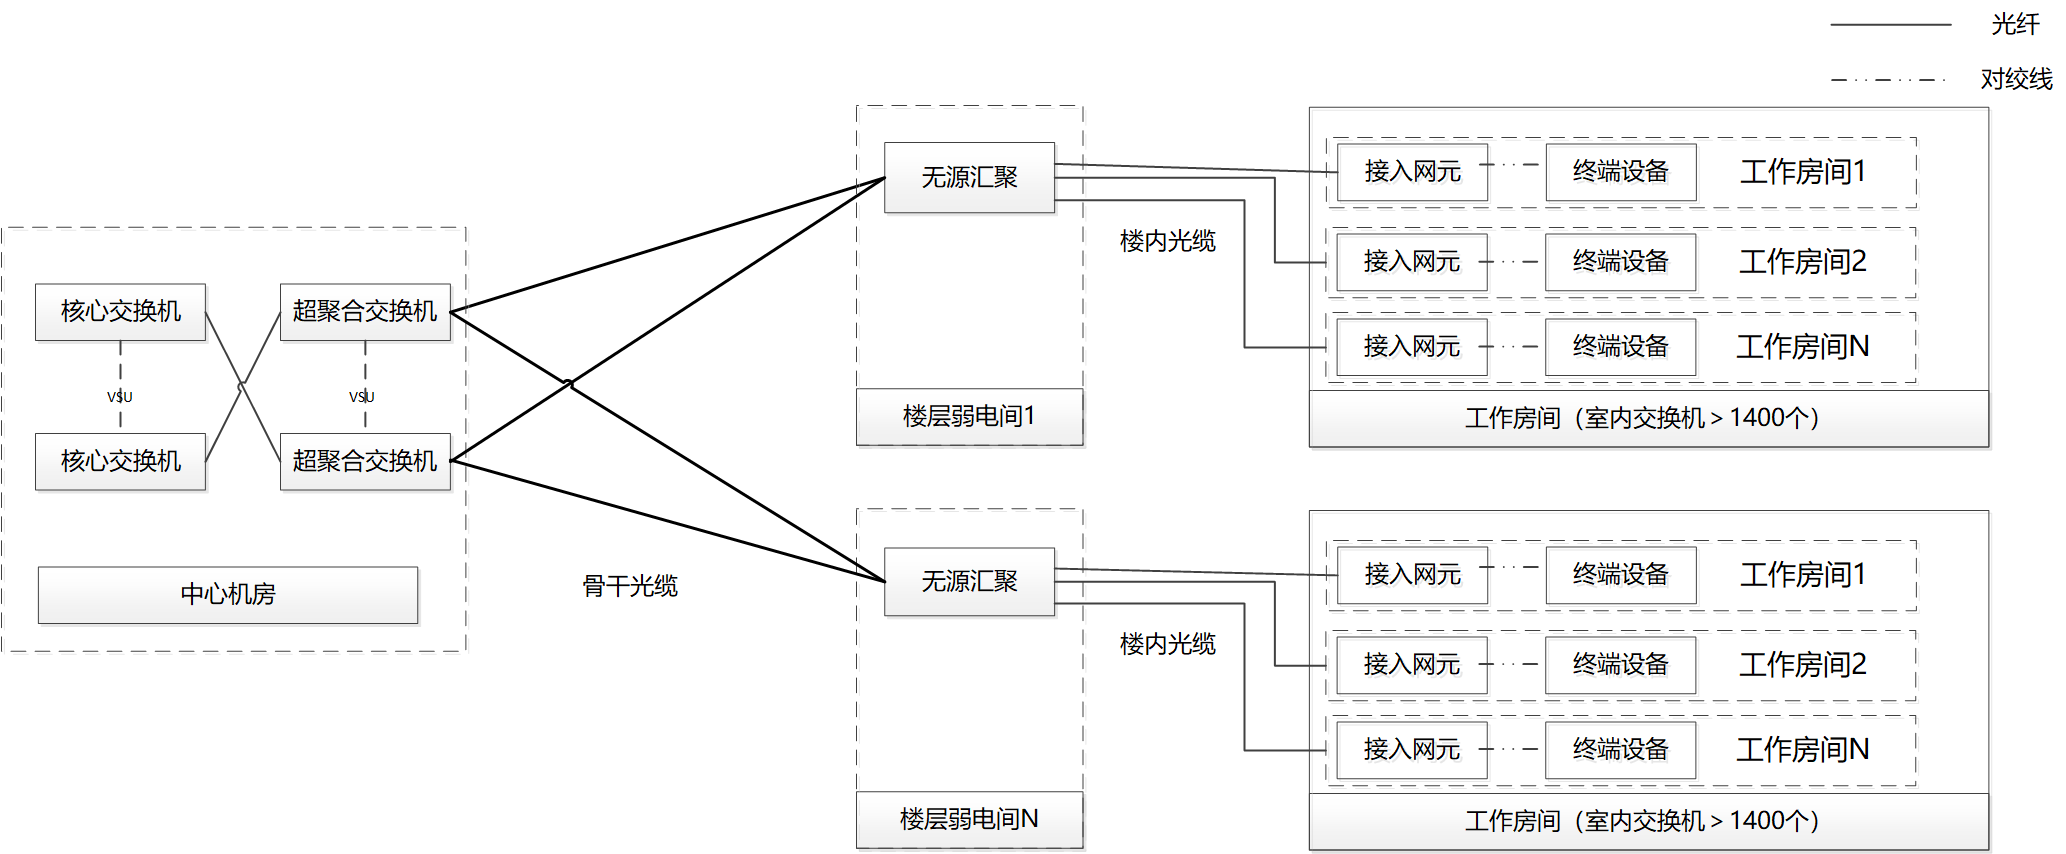 光纤
对绞线
核心交换机
超聚合交换机
VSU
VSU
核心交换机
超聚合交换机
中心机房
骨干光缆
无源汇聚
楼层弱电间1
楼内光缆
接入网元
终端设备
工作房间1
接入网元
终端设备
工作房间2
接入网元
终端设备
工作房间N
工作房间（室内交换机＞1400个）
无源汇聚
楼层弱电间N
楼内光缆
接入网元
终端设备
工作房间1
接入网元
终端设备
工作房间2
接入网元
终端设备
工作房间N
工作房间（室内交换机＞1400个）